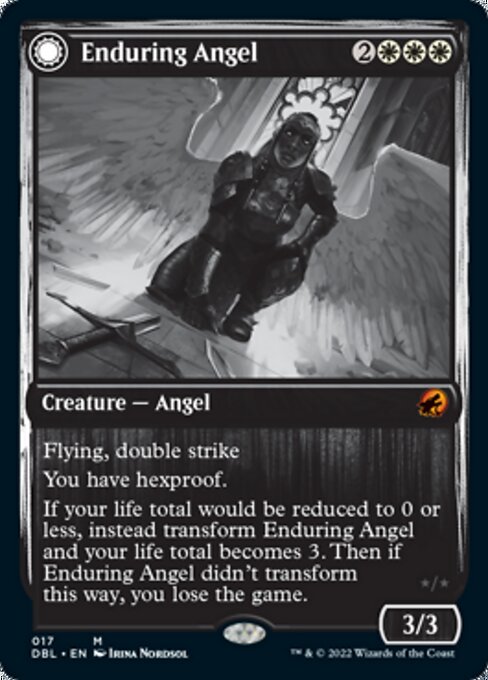 Enduring Angel 2
Creature — Angel
Flying, double strike
You have hexproof.
If your life total would be reduced to 0 or
less, instead transform Enduring Angel
and your life total becomes 3. Then if
Enduring Angel didn't transform
this way, you lose the game.
*/*
3/3
017 M
DBL • EN Irina Nordsol
™ & © 2022 Wizards of the Coast